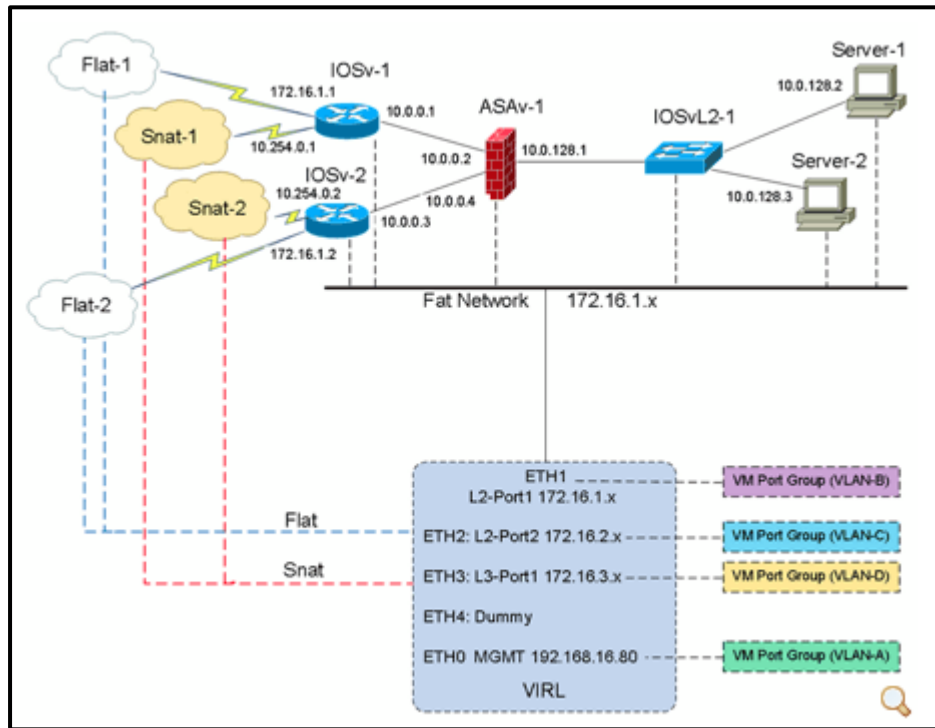 Flat-1
IOSv-1
Server-1
172.16.1.1
10.0.0.1
ASAv-1
10.0.128.2
IOSvL2-1
Snat-1
10.254.0.1
10.0.0.2
10.0.128.1
Server-2
IOSv-2
10.254.0.2
Snat-2
10.0.0.4
10.0.0.3
10.0.128.3
172.16.1.2
Flat-2
Fat Network 172.16.1.x
ETH1
L2-Port1 172.16.1.x
VM Port Group (VLAN-B)
Flat
ETH2: L2-Port2 172.16.2.x
VM Port Group (VLAN-C)
Snat
ETH3: L3-Port1 172.16.3.x
VM Port Group (VLAN-D)
ETH4: Dummy
ETH0 MGMT 192.168.16.80
VM Port Group (VLAN-A)
VIRL